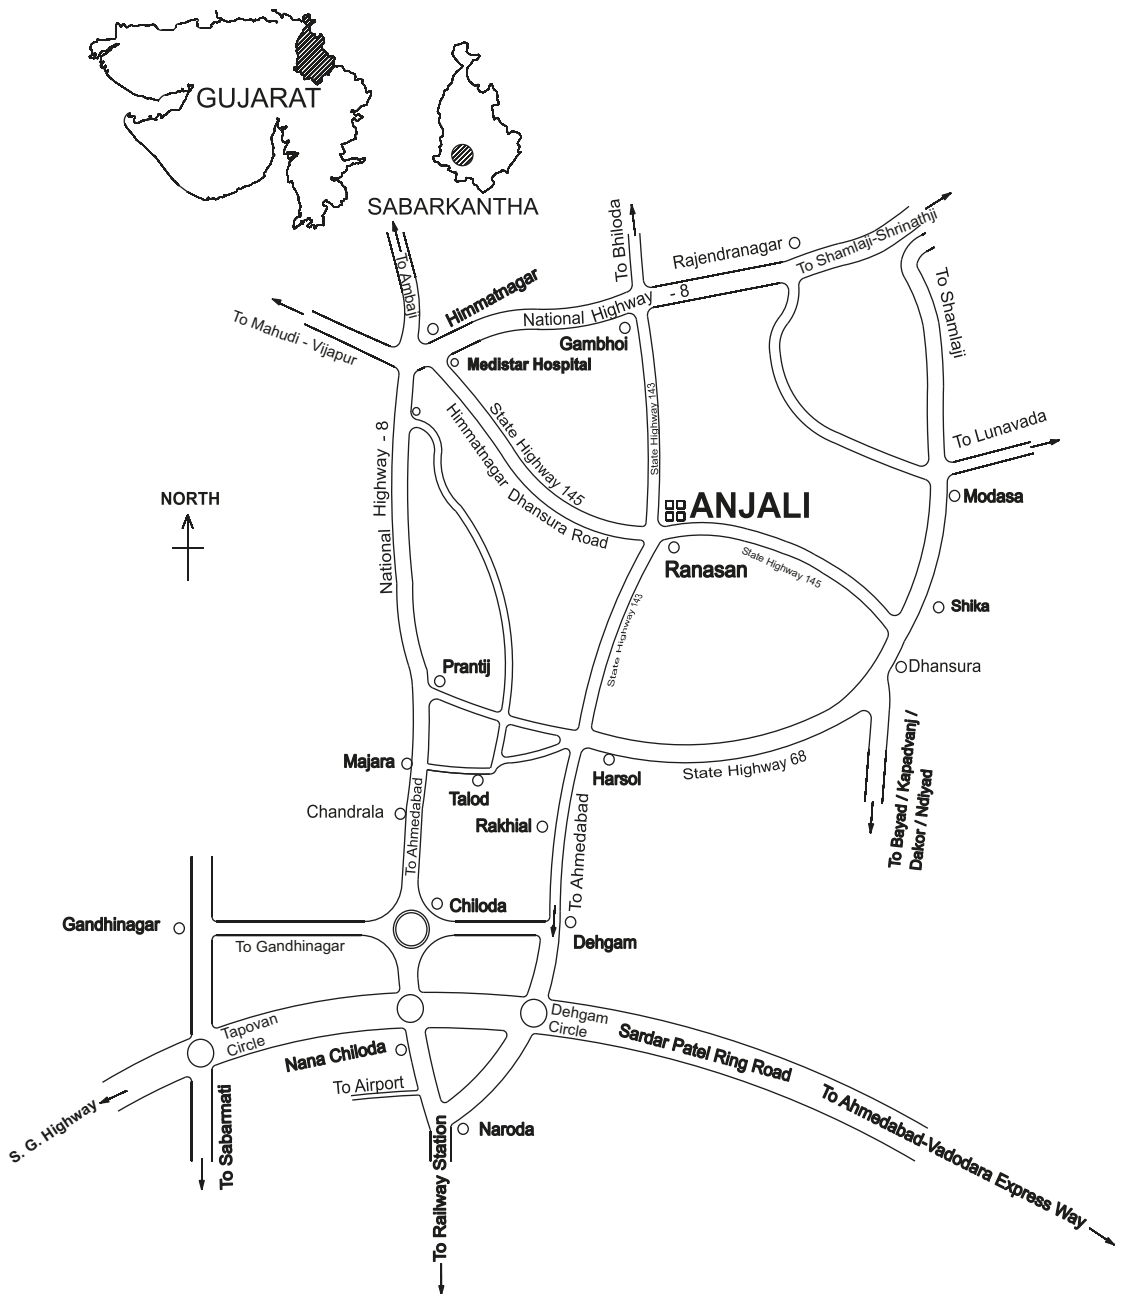 GUJARAT
SABARKANTHA
To Ambaji
To Bhiloda
Rajendranagar
To Shamlaji-Shrinathji
To Shamlaji
Himmatnagar
National Highway - 8
To Mahudi - Vijapur
Gambhoi
Medistar Hospital
State Highway 143
State Highway 145
Himmatnagar Dhansura Road
National Highway - 8
To Lunavada
Modasa
NORTH
ANJALI
Ranasan
State Highway 145
Shika
State Highway 143
Dhansura
Prantij
To Bayad / Kapadvanj /
Dakor / Ndiyad
Majara
Harsol
State Highway 68
Talod
Chandrala
Rakhial
To Ahmedabad
To Ahmedabad
Chiloda
Gandhinagar
To Gandhinagar
Dehgam
Tapovan
Circle
Dehgam
Circle
Sardar Patel Ring Road
Nana Chiloda
To Airport
To Ahmedabad-Vadodara Express Way
S. G. Highway
To Sabarmati
Naroda
To Railway Station